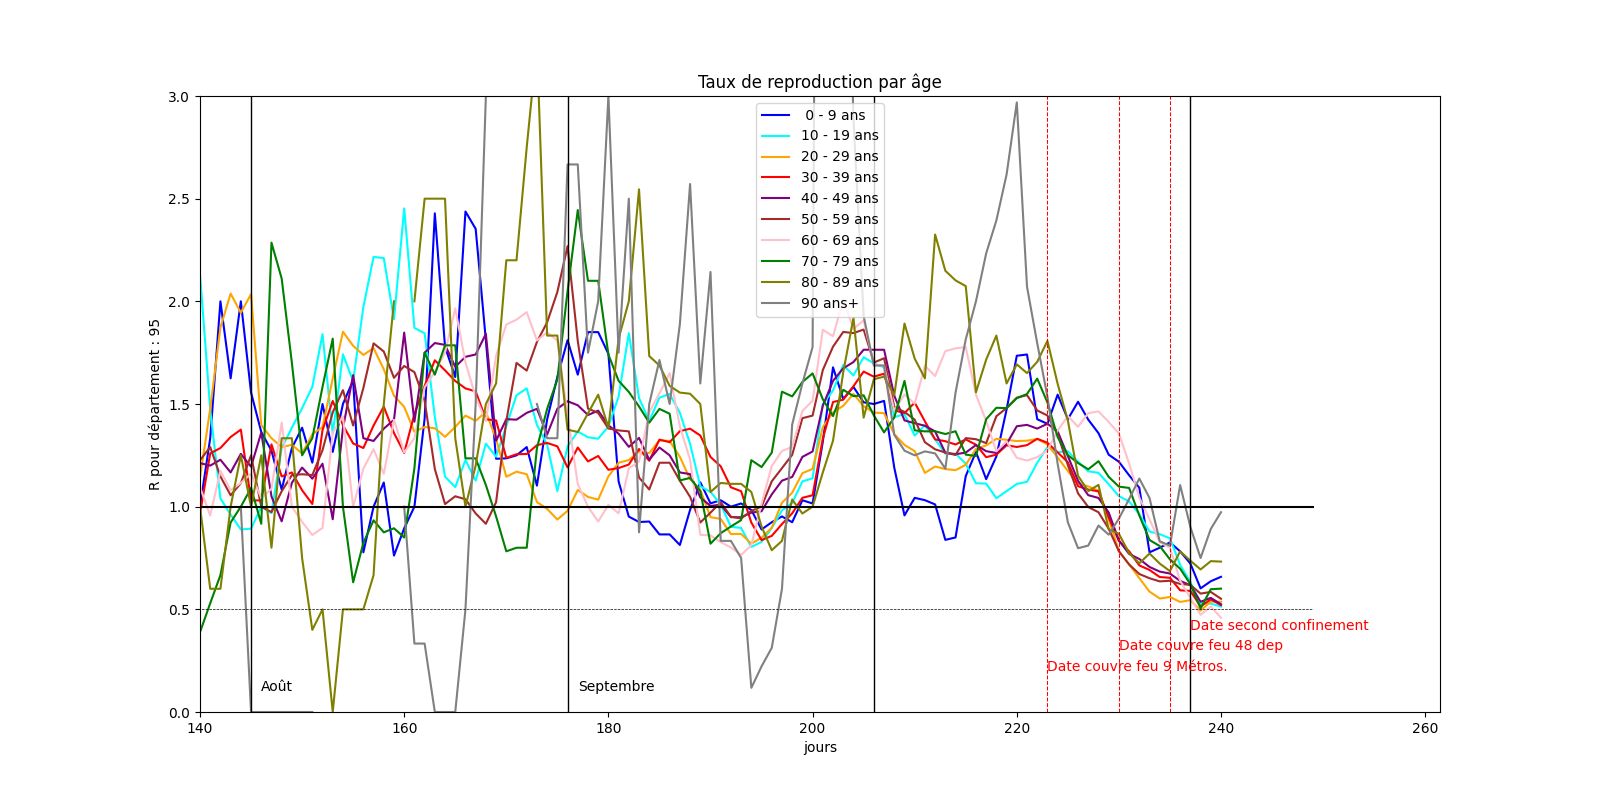 Taux de reproduction par âge
3.0
2.5
2.0
1.5
1.0
0.5
0.0
R pour département : 95
0 - 9 ans
10 - 19 ans
20 - 29 ans
30 - 39 ans
40 - 49 ans
50 - 59 ans
60 - 69 ans
70 - 79 ans
80 - 89 ans
90 ans+
Date second confinement
Date couvre feu 48 dep
Date couvre feu 9 Métros.
Août
Septembre
140
160
180
200
220
240
260
jours